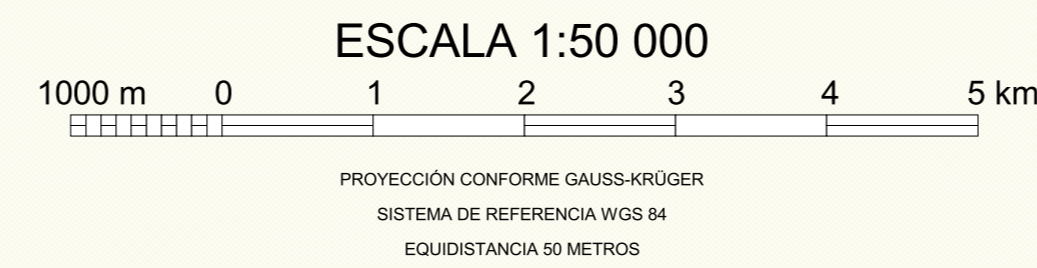 ESCALA 1:50 000
1000 m 0 1 2 3 4 5 km
PROYECCIÓN CONFORME GAUSS-KRÜGER
SISTEMA DE REFERENCIA WGS 84
EQUIDISTANCIA 50 METROS